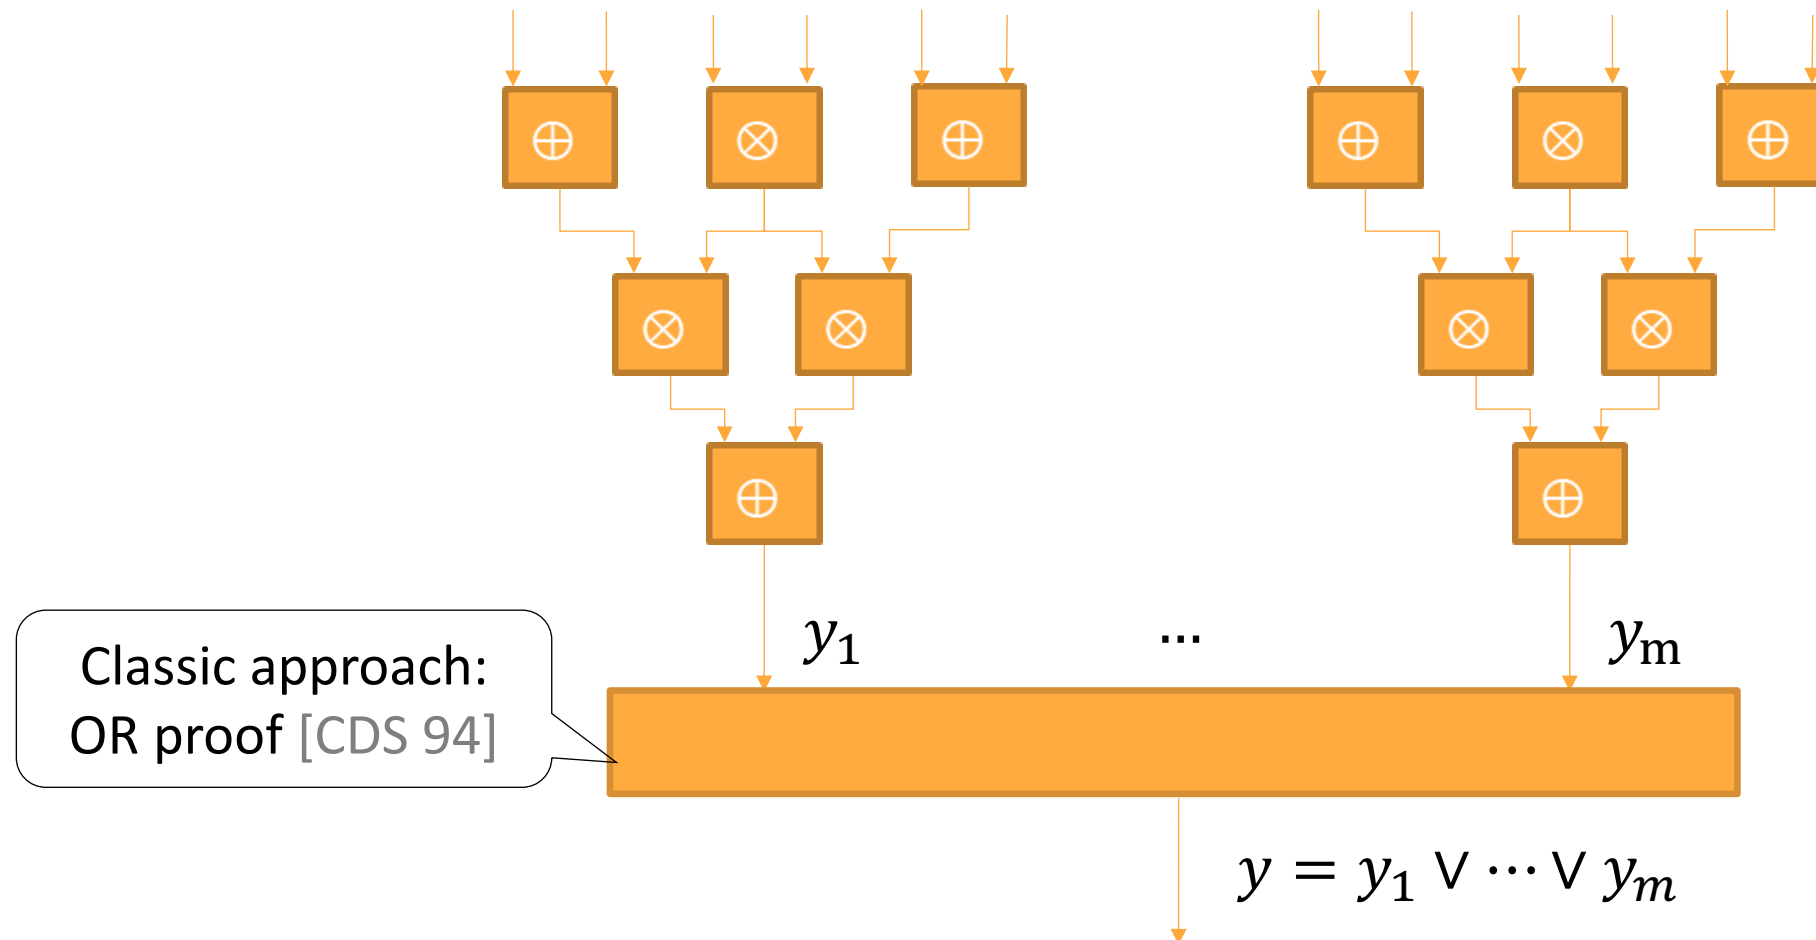 ⊕ ⊗ ⊕ ⊕ ⊗ ⊕
⊗ ⊗ ⊗ ⊗
⊕ ⊕
y₁ ... yₘ
Classic approach:
OR proof [CDS 94]
y = y₁ ∨ ⋯ ∨ yₘ